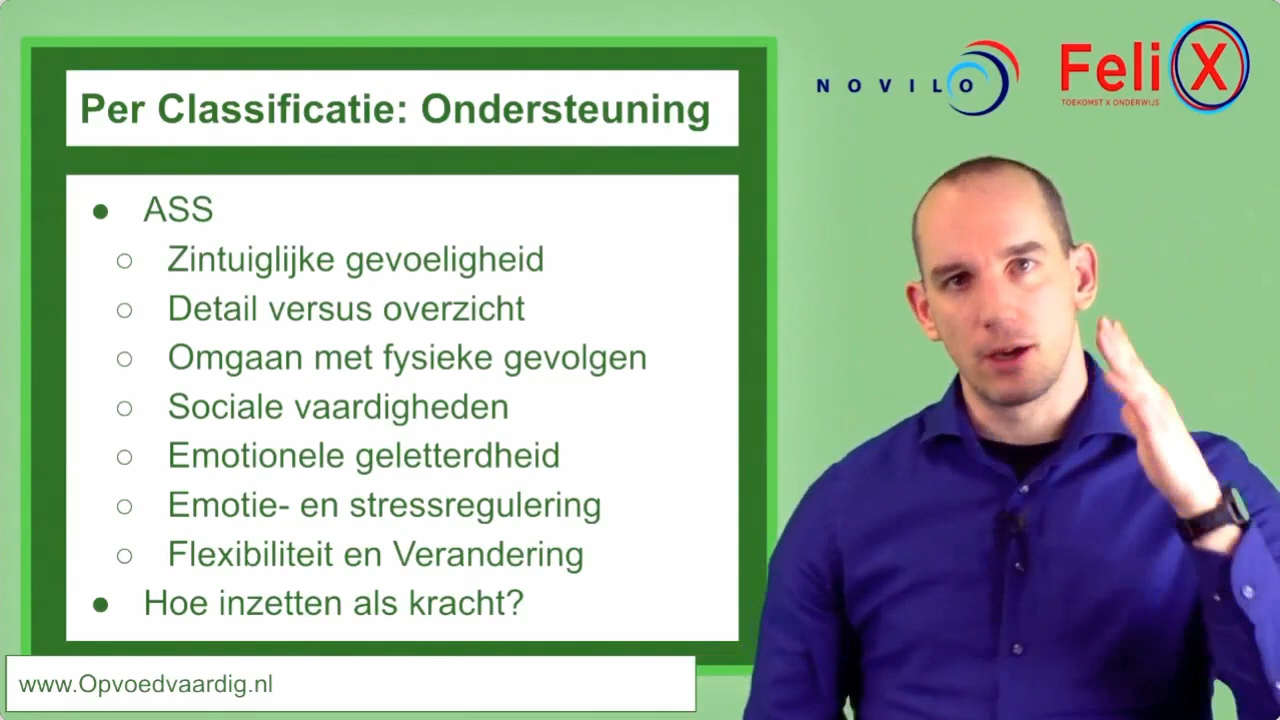 Per Classificatie: Ondersteuning
NOVILO
FeliX
TOEKOMST X ONDERWIJS
● ASS
○ Zintuiglijke gevoeligheid
○ Detail versus overzicht
○ Omgaan met fysieke gevolgen
○ Sociale vaardigheden
○ Emotionele geletterdheid
○ Emotie- en stressregulering
○ Flexibiliteit en Verandering
● Hoe inzetten als kracht?
www.Opvoedvaardig.nl